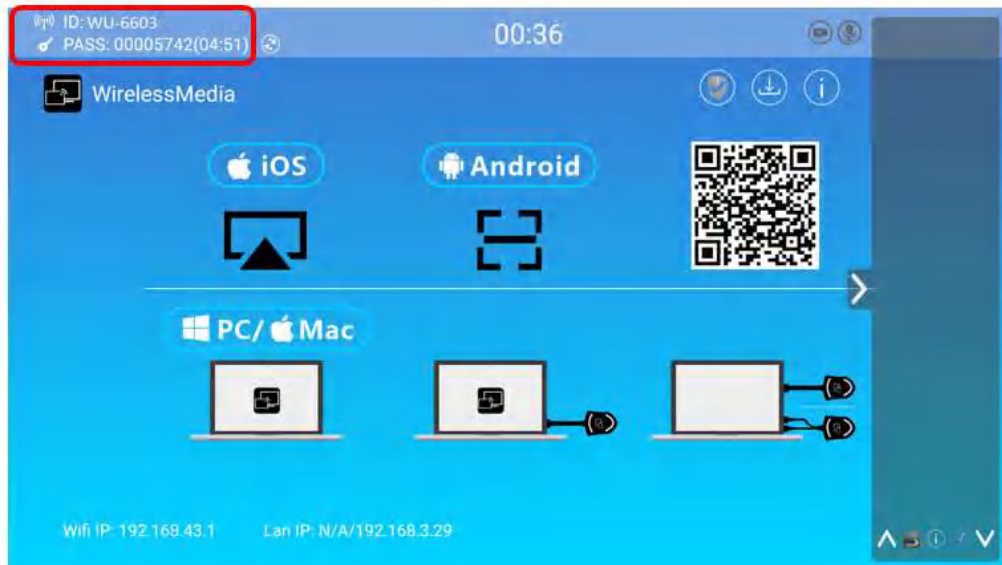 ID: WU-6603
PASS: 00005742(04:51)
00:36
WirelessMedia
iOS
Android
PC/ Mac
Wifi IP: 192.168.43.1
Lan IP: N/A/192.168.3.29